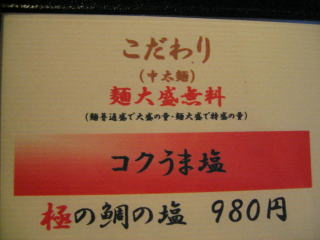 こだわり
(中太麺)
麺大盛無料
(麺普通盛で大盛の量・麺大盛で特盛の量)
コクうま塩
極の鯛の塩 980円